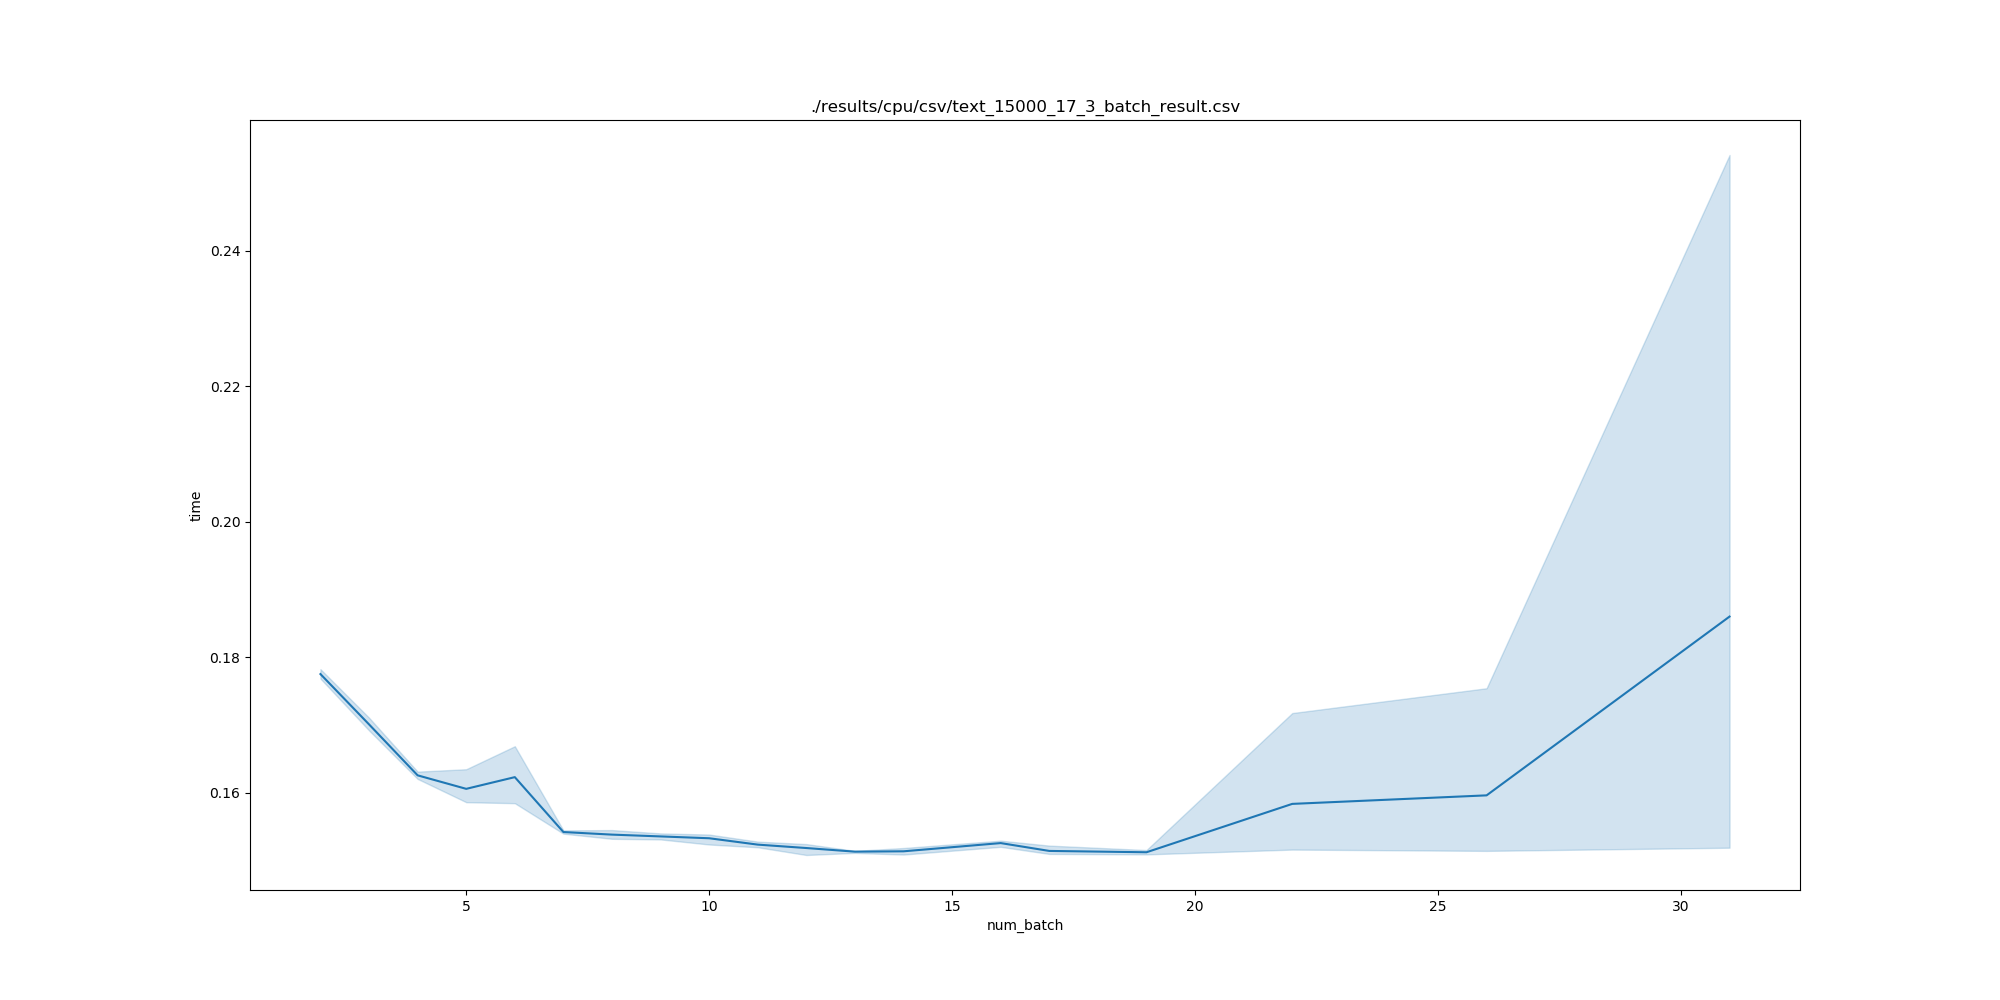 ./results/cpu/csv/text_15000_17_3_batch_result.csv
time
0.24
0.22
0.20
0.18
0.16
5 10 15 20 25 30
num_batch